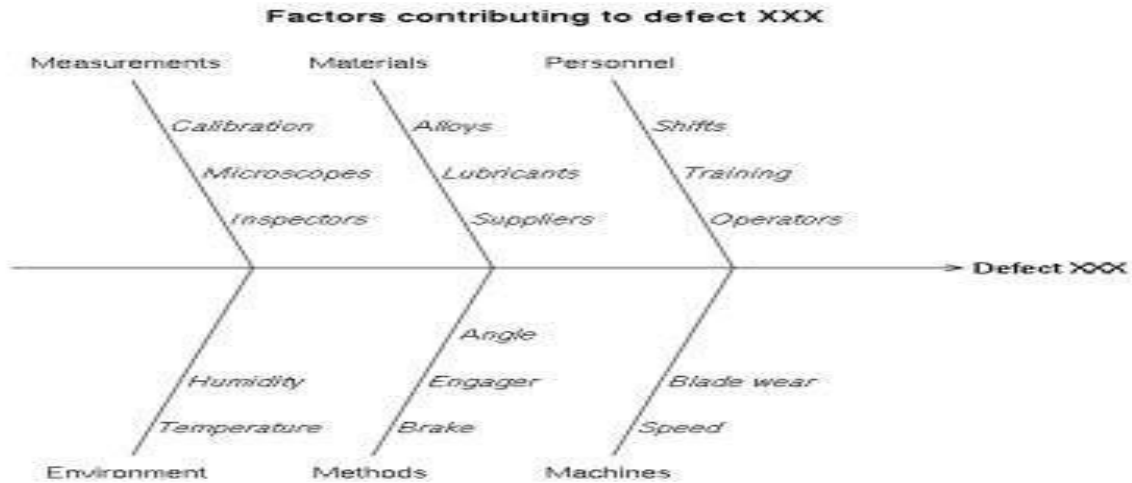 Factors contributing to defect XXX
Measurements Materials Personnel
Calibration Alloys Shifts
Microscopes Lubricants Training
Inspectors Suppliers Operators
Defect XXX
Angle
Humidity Engager Blade wear
Temperature Brake Speed
Environment Methods Machines